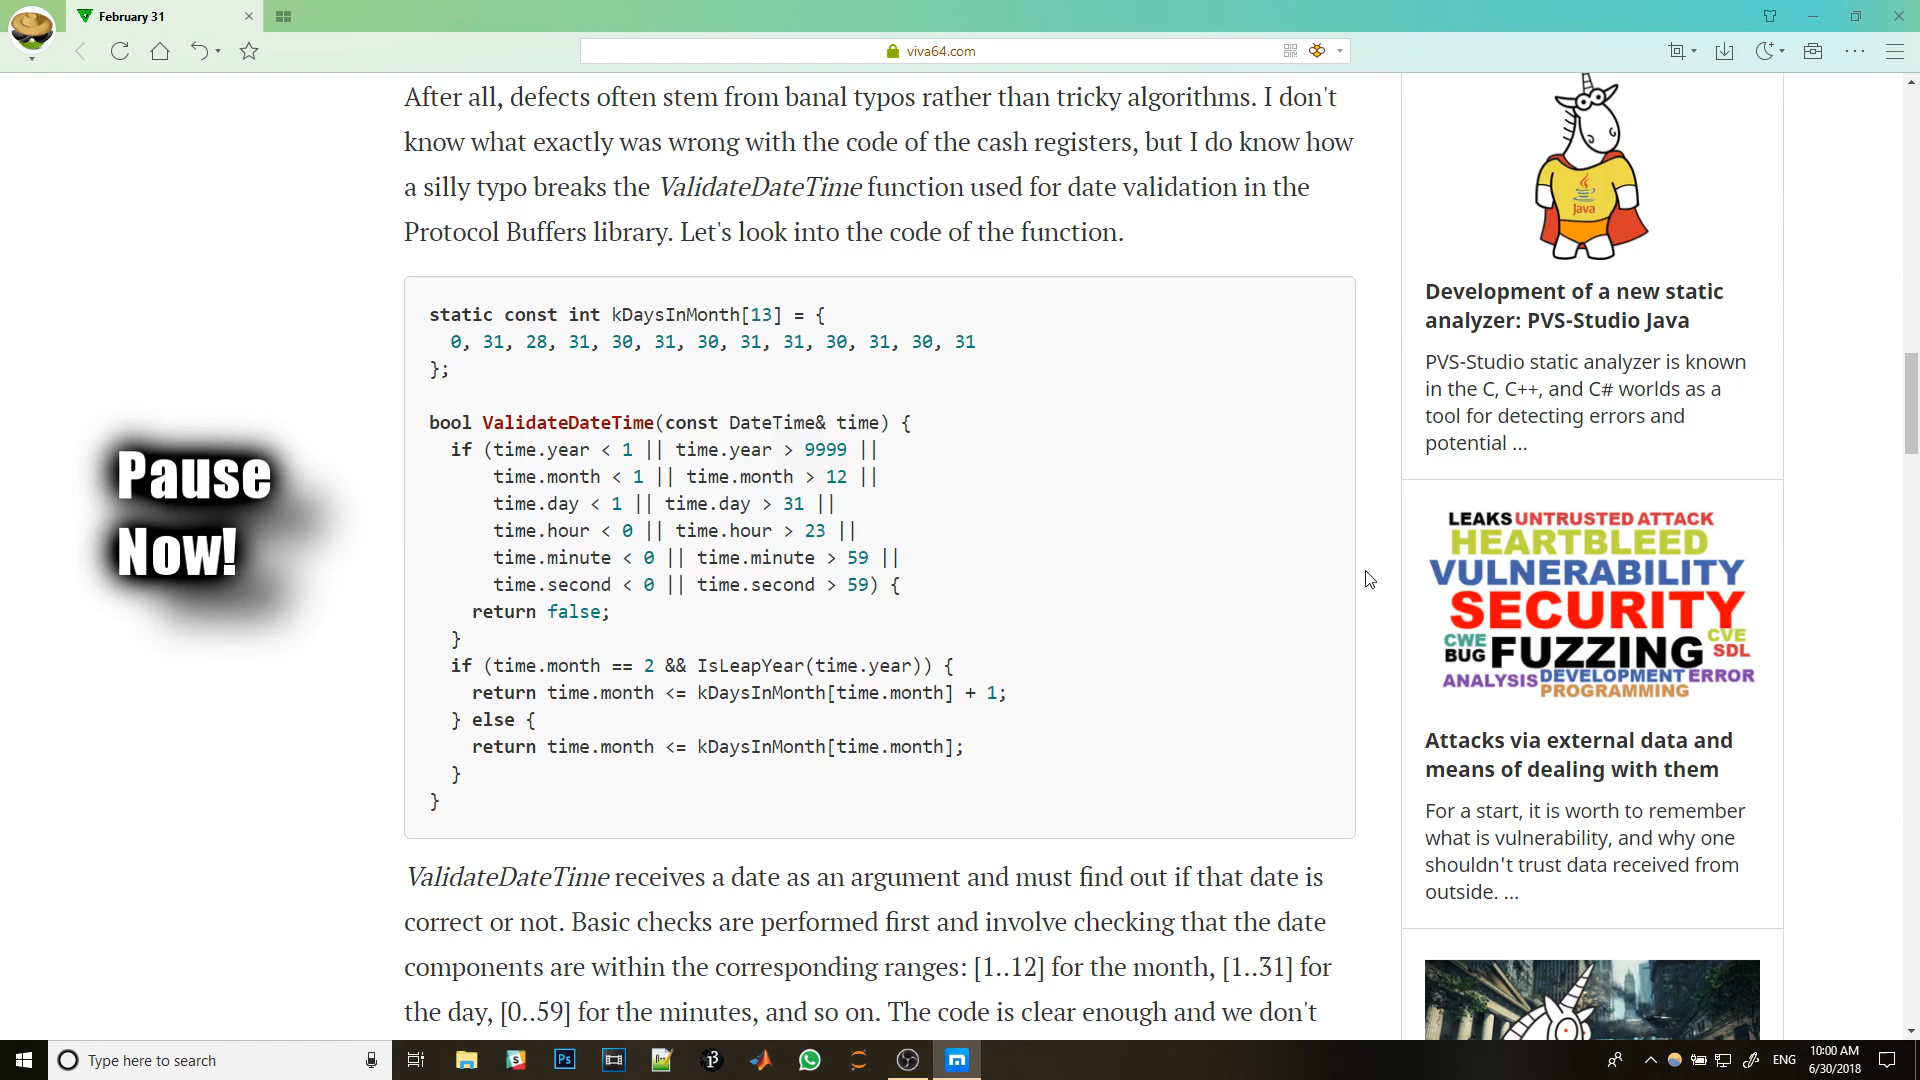 February 31
viva64.com
After all, defects often stem from banal typos rather than tricky algorithms. I don't
know what exactly was wrong with the code of the cash registers, but I do know how
a silly typo breaks the ValidateDateTime function used for date validation in the
Protocol Buffers library. Let's look into the code of the function.
static const int kDaysInMonth[13] = {
0, 31, 28, 31, 30, 31, 30, 31, 31, 30, 31, 30, 31
};
bool ValidateDateTime(const DateTime& time) {
if (time.year < 1 || time.year > 9999 ||
time.month < 1 || time.month > 12 ||
time.day < 1 || time.day > 31 ||
time.hour < 0 || time.hour > 23 ||
time.minute < 0 || time.minute > 59 ||
time.second < 0 || time.second > 59) {
return false;
}
if (time.month == 2 && IsLeapYear(time.year)) {
return time.month <= kDaysInMonth[time.month] + 1;
} else {
return time.month <= kDaysInMonth[time.month];
}
}
ValidateDateTime receives a date as an argument and must find out if that date is
correct or not. Basic checks are performed first and involve checking that the date
components are within the corresponding ranges: [1..12] for the month, [1..31] for
the day, [0..59] for the minutes, and so on. The code is clear enough and we don't
Pause
Now!
Java
Development of a new static
analyzer: PVS-Studio Java
PVS-Studio static analyzer is known
in the C, C++, and C# worlds as a
tool for detecting errors and
potential ...
LEAKS UNTRUSTED ATTACK
HEARTBLEED
VULNERABILITY
SECURITY
CWE
BUG
FUZZING
CVE
SDL
ANALYSIS DEVELOPMENT ERROR
PROGRAMMING
Attacks via external data and
means of dealing with them
For a start, it is worth to remember
what is vulnerability, and why one
shouldn't trust data received from
outside. ...
Type here to search
Ps
ENG
10:00 AM
6/30/2018